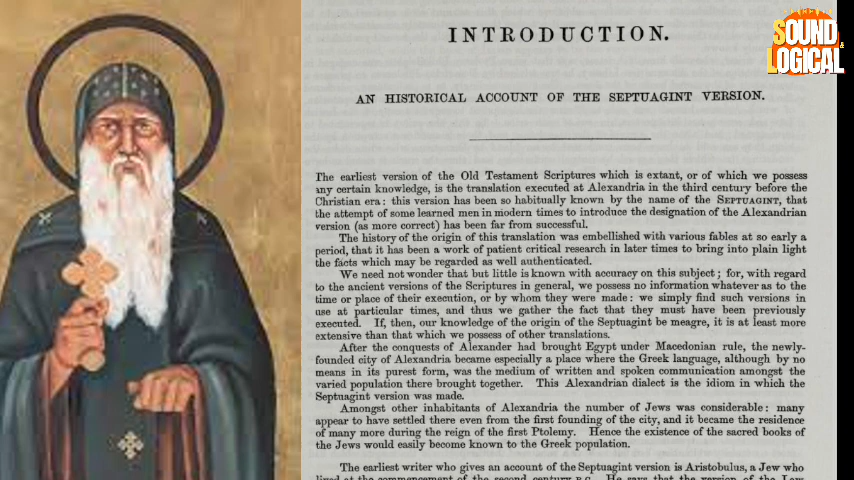 SOUND
&
LOGICAL
INTRODUCTION.
AN HISTORICAL ACCOUNT OF THE SEPTUAGINT VERSION.
The earliest version of the Old Testament Scriptures which is extant, or of which we possess
any certain knowledge, is the translation executed at Alexandria in the third century before the
Christian era : this version has been so habitually known by the name of the SEPTUAGINT, that
the attempt of some learned men in modern times to introduce the designation of the Alexandrian
version (as more correct) has been far from successful.
The history of the origin of this translation was embellished with various fables at so early a
period, that it has been a work of patient critical research in later times to bring into plain light
the facts which may be regarded as well authenticated.
We need not wonder that but little is known with accuracy on this subject ; for, with regard
to the ancient versions of the Scriptures in general, we possess no information whatever as to the
time or place of their execution, or by whom they were made : we simply find such versions in
use at particular times, and thus we gather the fact that they must have been previously
executed. If, then, our knowledge of the origin of the Septuagint be meagre, it is at least more
extensive than that which we possess of other translations.
After the conquests of Alexander had brought Egypt under Macedonian rule, the newly-
founded city of Alexandria became especially a place where the Greek language, although by no
means in its purest form, was the medium of written and spoken communication amongst the
varied population there brought together. This Alexandrian dialect is the idiom in which the
Septuagint version was made.
Amongst other inhabitants of Alexandria the number of Jews was considerable : many
appear to have settled there even from the first founding of the city, and it became the residence
of many more during the reign of the first Ptolemy. Hence the existence of the sacred books of
the Jews would easily become known to the Greek population.
The earliest writer who gives an account of the Septuagint version is Aristobulus, a Jew who
lived at the commencement of the second century B.C. He says that the version of the Law